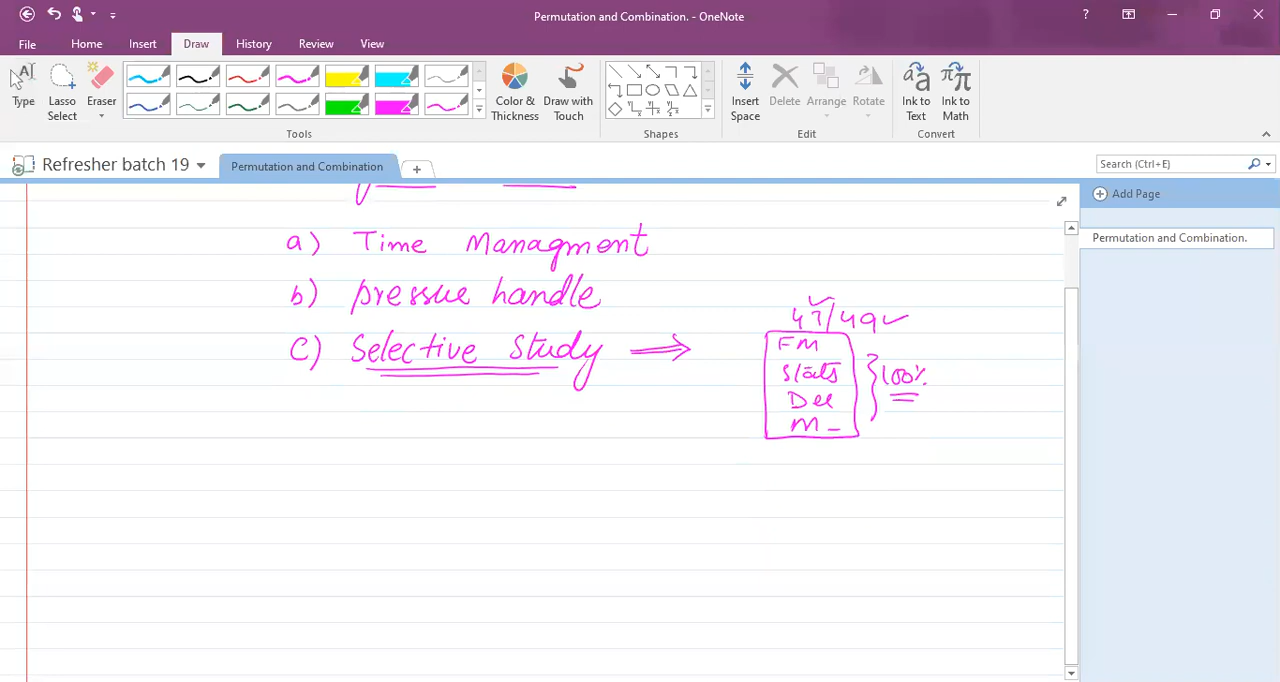 Permutation and Combination. - OneNote
?
File Home Insert Draw History Review View
Type
Lasso Select
Eraser
Color & Thickness
Draw with Touch
Insert Space
Delete
Arrange
Rotate
Ink to Text
Ink to Math
Tools
Shapes
Edit
Convert
Refresher batch 19
Permutation and Combination
Search (Ctrl+E)
Add Page
Permutation and Combination.
a) Time Managment
b) pressue handle
c) Selective Study ⇒
47/49
FM
Stats
M -
100%